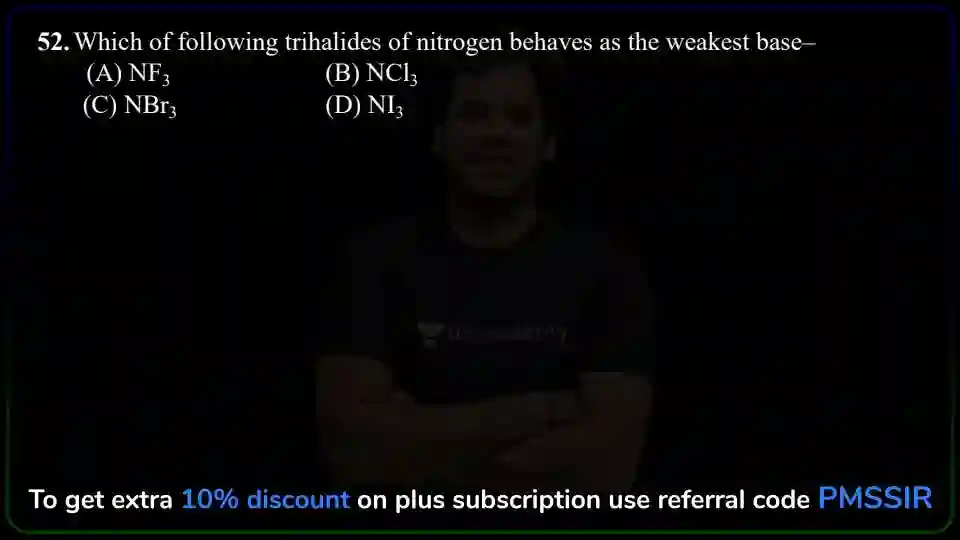 52. Which of following trihalides of nitrogen behaves as the weakest base–
(A) NF₃ (B) NCl₃
(C) NBr₃ (D) NI₃
To get extra 10% discount on plus subscription use referral code PMSSIR